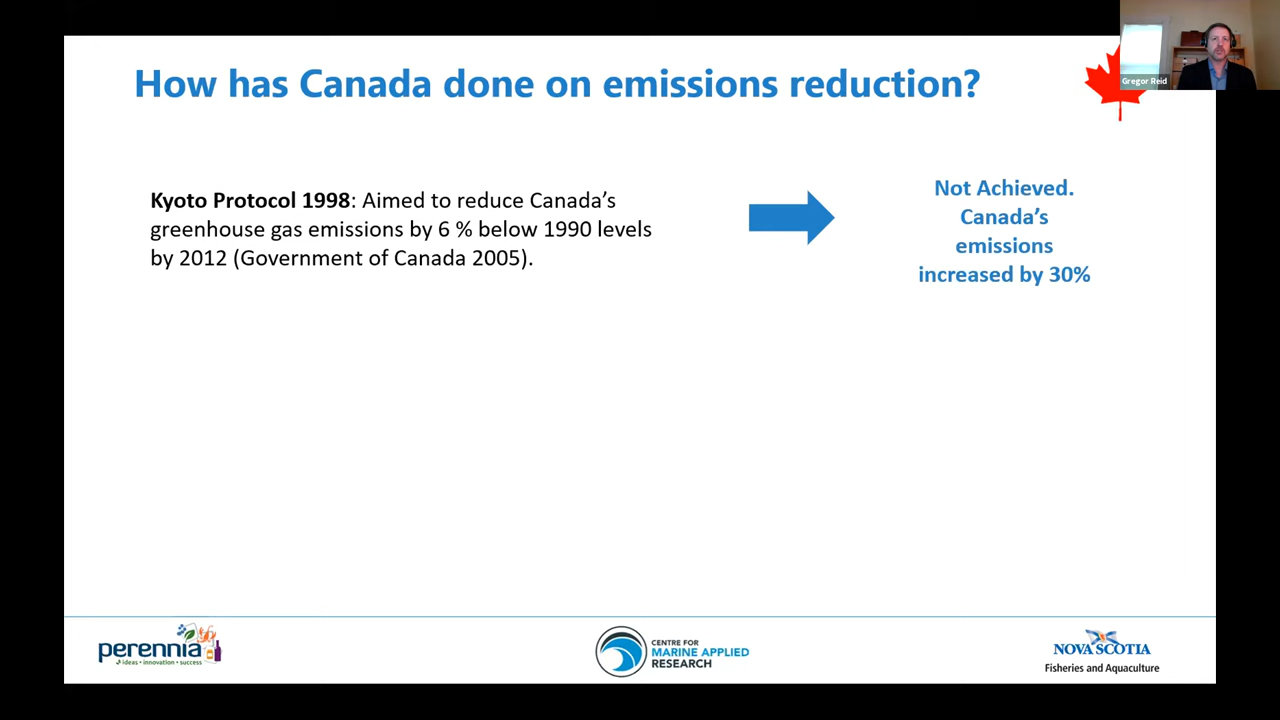 How has Canada done on emissions reduction?
Gregor Reid
Kyoto Protocol 1998: Aimed to reduce Canada's
greenhouse gas emissions by 6 % below 1990 levels
by 2012 (Government of Canada 2005).
Not Achieved.
Canada's
emissions
increased by 30%
perennia
ideas • innovation • success
CENTRE FOR
MARINE APPLIED
RESEARCH
NOVA SCOTIA
Fisheries and Aquaculture